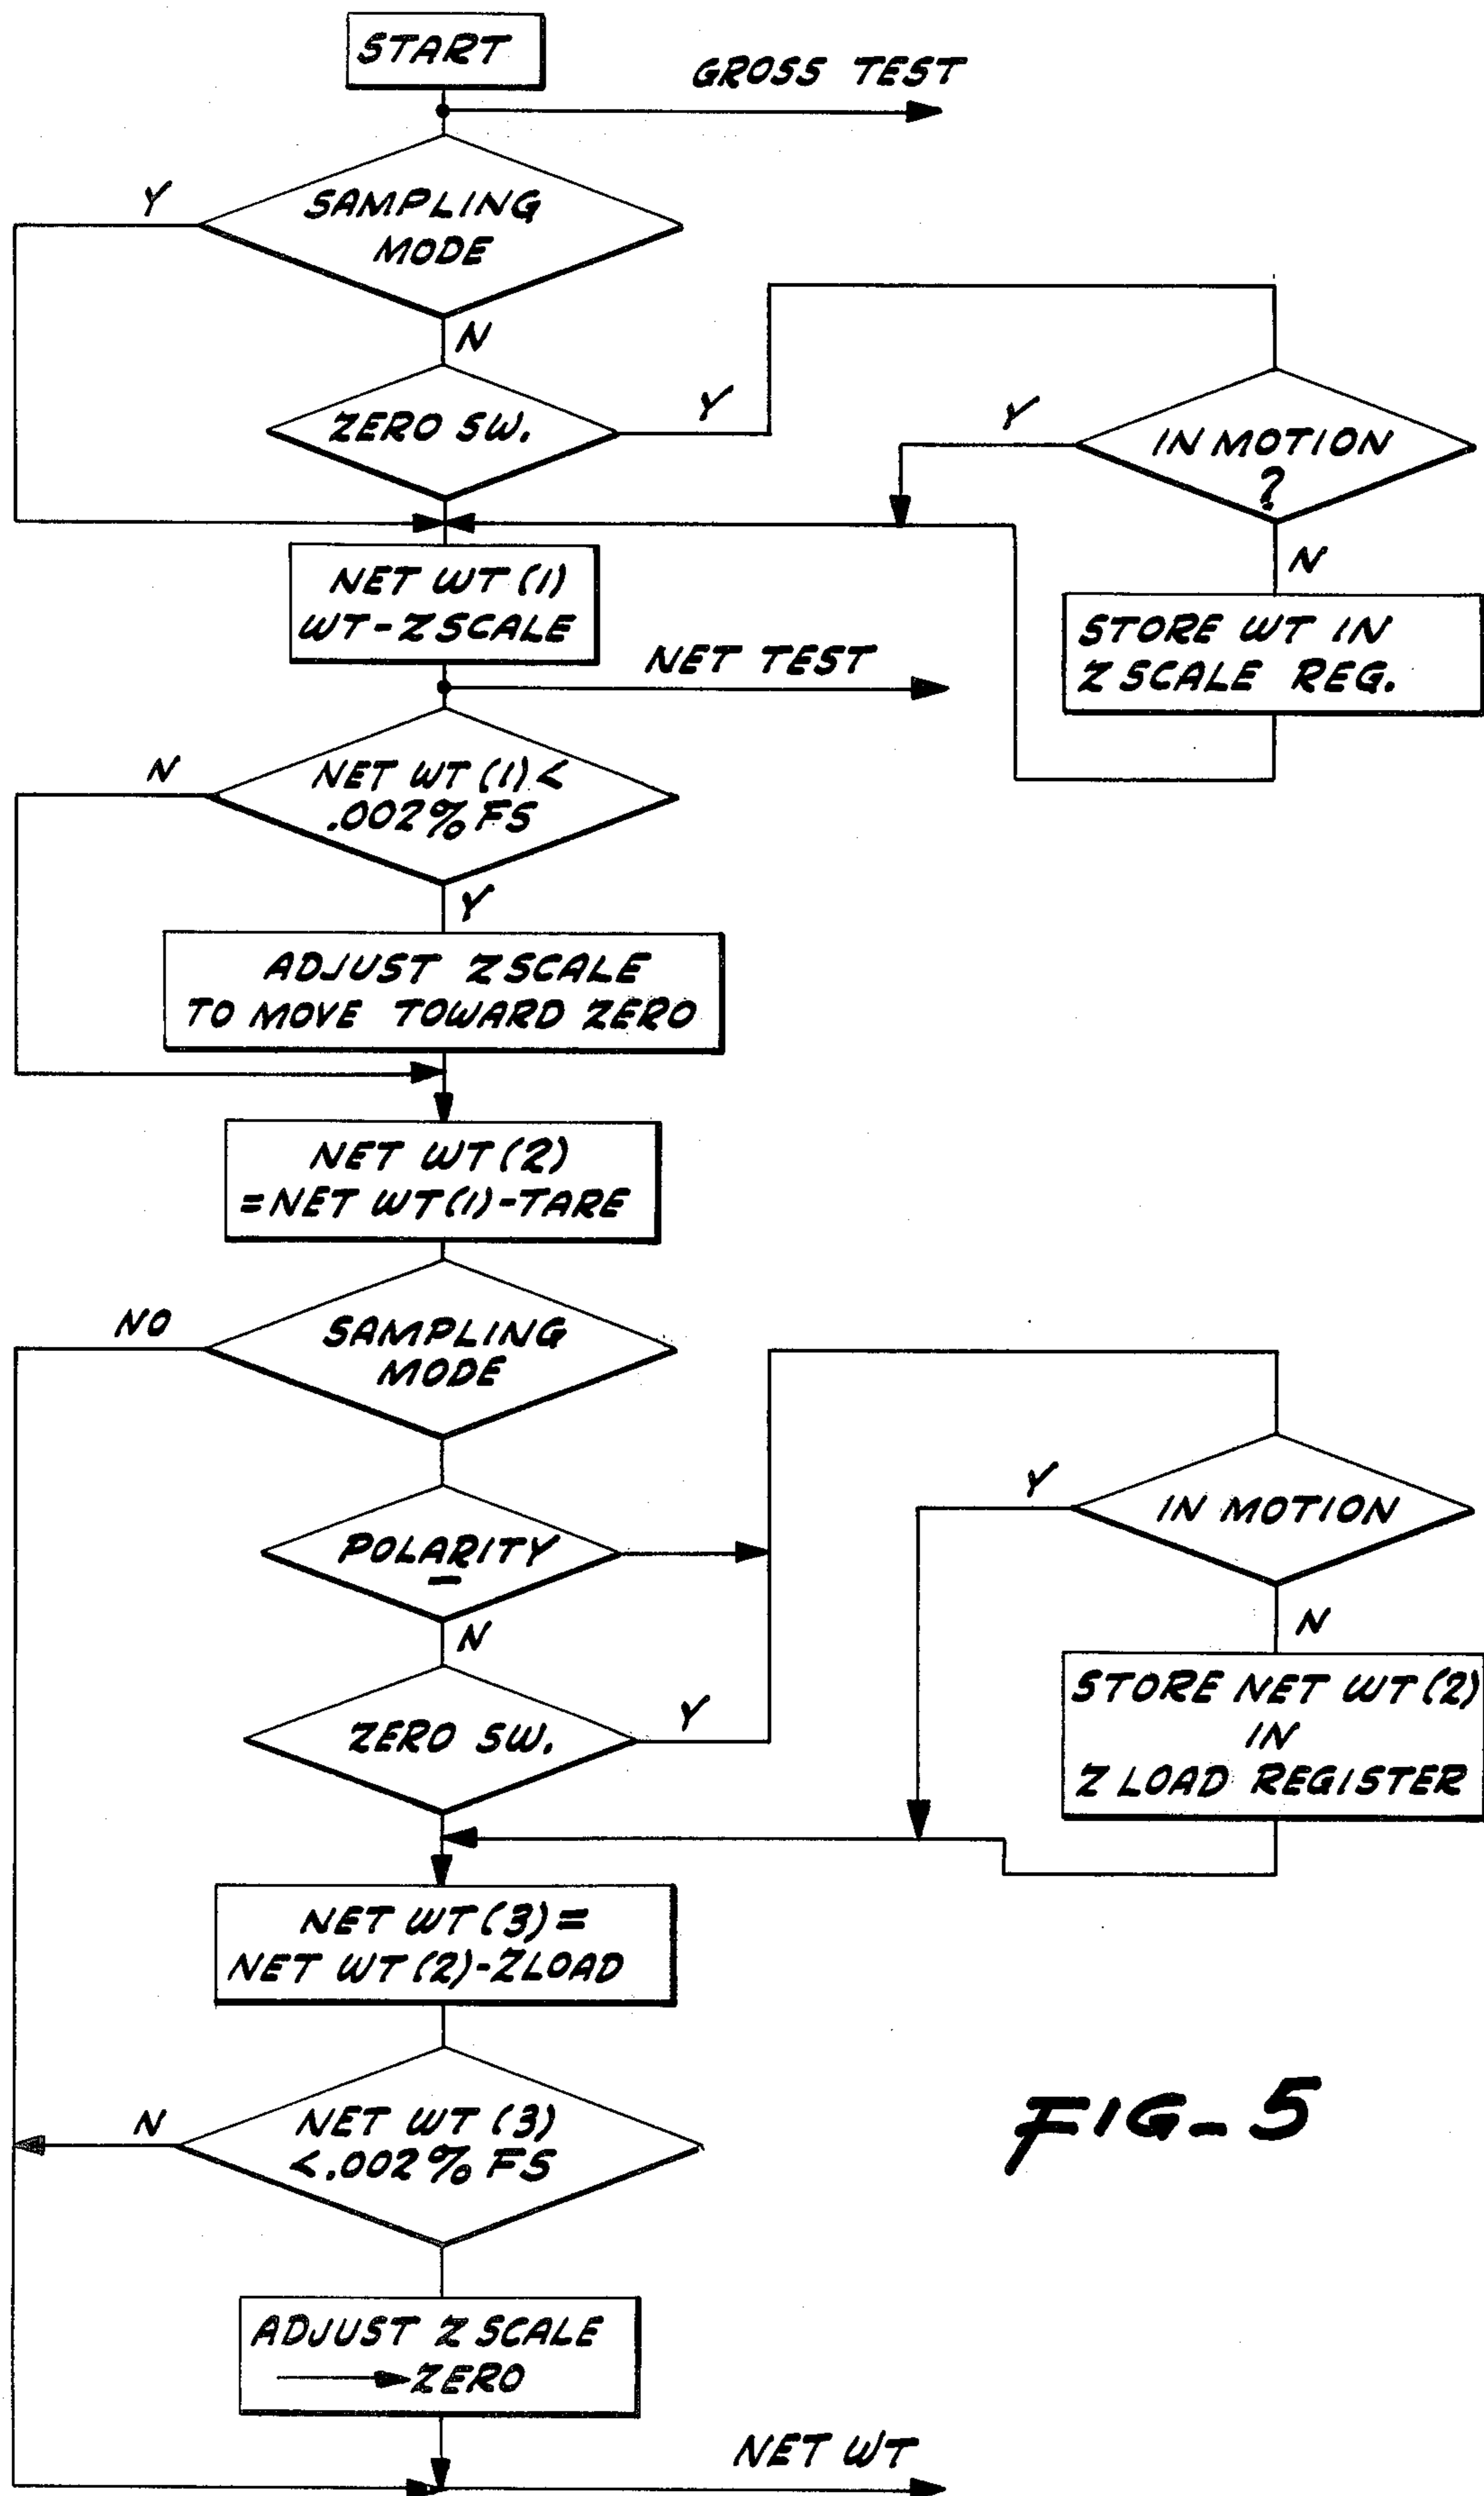 START
GROSS TEST
Y
SAMPLING
MODE
N
ZERO SW.
Y
Y
IN MOTION
?
N
NET WT (1)
WT-Z SCALE
STORE WT IN
Z SCALE REG.
NET TEST
N
NET WT (1) <
.002% FS
Y
ADJUST Z SCALE
TO MOVE TOWARD ZERO
NET WT (2)
=NET WT(1)-TARE
NO
SAMPLING
MODE
Y
IN MOTION
POLARITY
—
N
N
ZERO SW.
Y
STORE NET WT(2)
IN
Z LOAD REGISTER
NET WT (3) =
NET WT (2)-ZLOAD
N
NET WT (3)
<.002% FS
FIG-5
ADJUST Z SCALE
→ZERO
NET WT